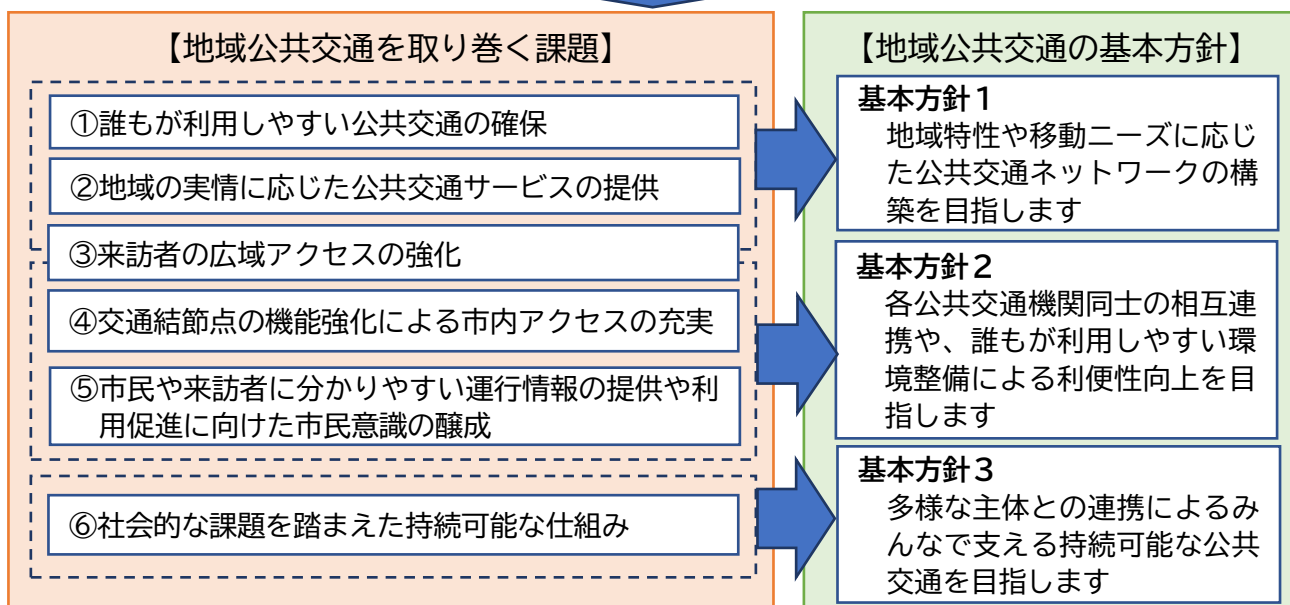 【地域公共交通を取り巻く課題】
①誰もが利用しやすい公共交通の確保
②地域の実情に応じた公共交通サービスの提供
③来訪者の広域アクセスの強化
④交通結節点の機能強化による市内アクセスの充実
⑤市民や来訪者に分かりやすい運行情報の提供や利
用促進に向けた市民意識の醸成
⑥社会的な課題を踏まえた持続可能な仕組み
【地域公共交通の基本方針】
基本方針1
地域特性や移動ニーズに応じ
た公共交通ネットワークの構
築を目指します
基本方針2
各公共交通機関同士の相互連
携や、誰もが利用しやすい環
境整備による利便性向上を目
指します
基本方針3
多様な主体との連携によるみ
んなで支える持続可能な公共
交通を目指します